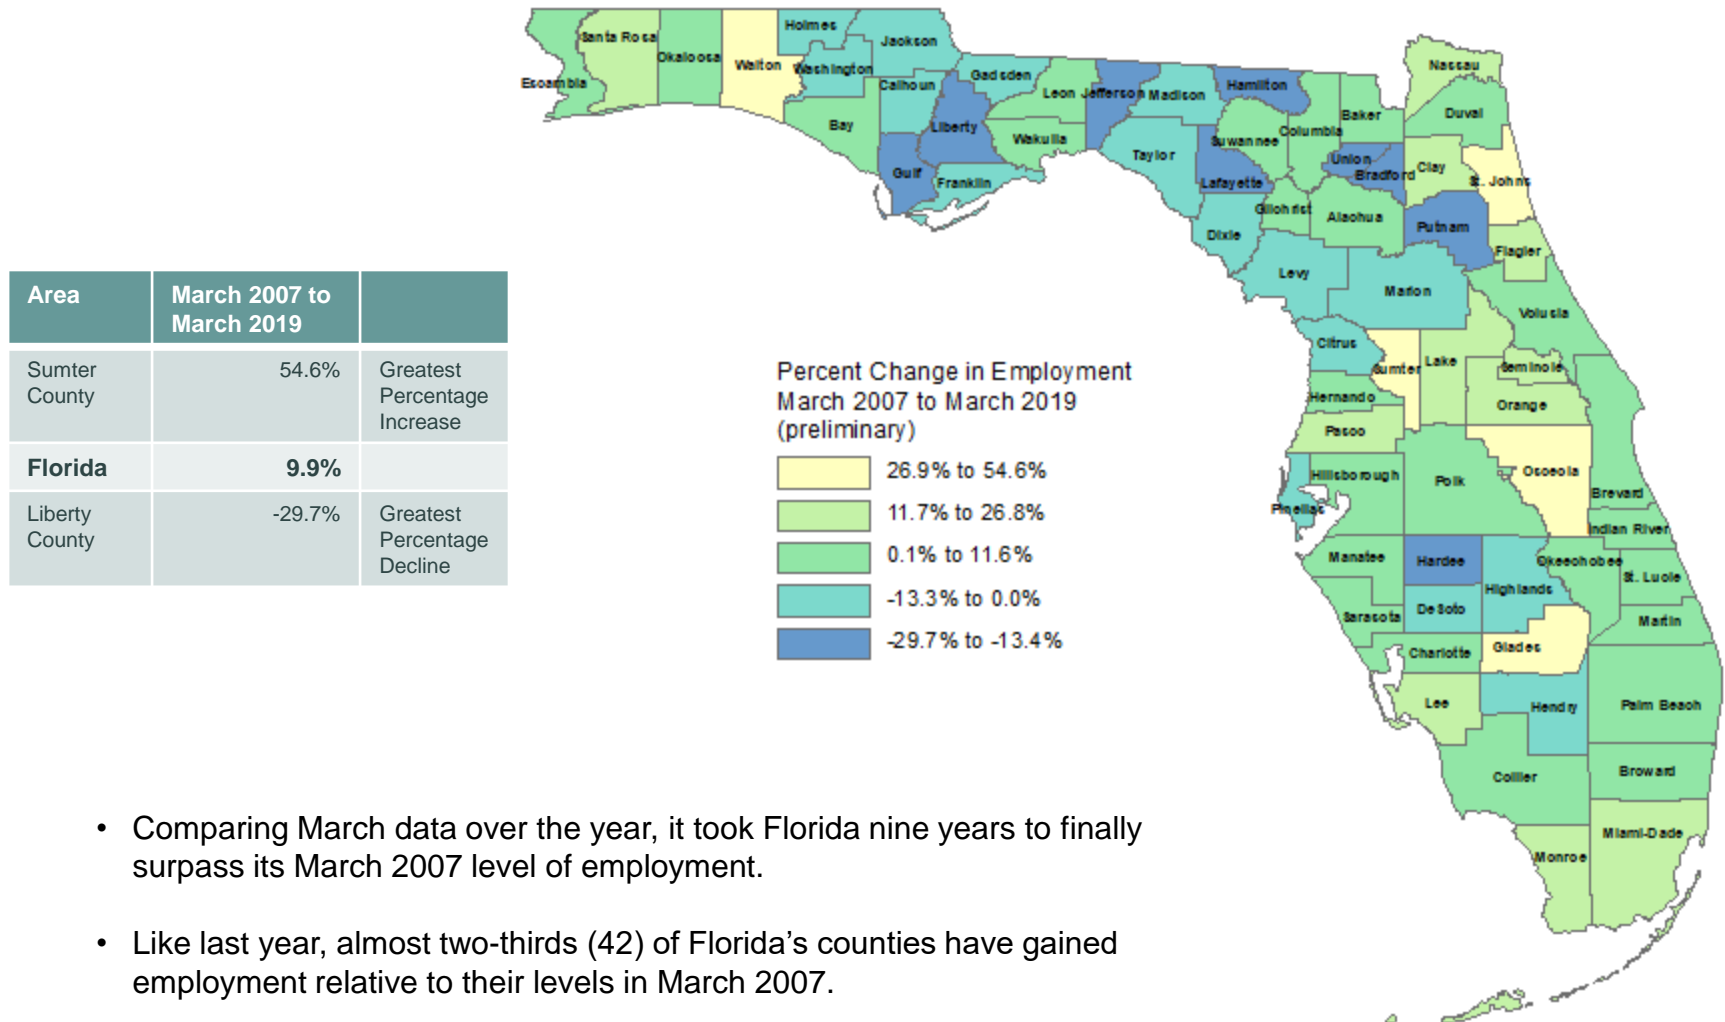 Area
March 2007 to
March 2019
Sumter
County
54.6%
Greatest
Percentage
Increase
Florida
9.9%
Liberty
County
-29.7%
Greatest
Percentage
Decline
Percent Change in Employment
March 2007 to March 2019
(preliminary)
26.9% to 54.6%
11.7% to 26.8%
0.1% to 11.6%
-13.3% to 0.0%
-29.7% to -13.4%
Escambia
Santa Rosa
Okaloosa
Walton
Holmes
Washington
Jackson
Calhoun
Bay
Gulf
Liberty
Gadsden
Franklin
Leon
Wakulla
Jefferson
Madison
Taylor
Hamilton
Suwannee
Lafayette
Columbia
Baker
Nassau
Duval
Union
Bradford
Clay
St. Johns
Gilchrist
Alachua
Putnam
Dixie
Levy
Marion
Flagler
Volusia
Citrus
Sumter
Lake
Seminole
Hernando
Orange
Pasco
Hillsborough
Polk
Osceola
Pinellas
Brevard
Indian River
Manatee
Hardee
Highlands
Okeechobee
St. Lucie
Sarasota
DeSoto
Martin
Charlotte
Glades
Lee
Hendry
Palm Beach
Collier
Broward
Miami-Dade
Monroe
• Comparing March data over the year, it took Florida nine years to finally
surpass its March 2007 level of employment.
• Like last year, almost two-thirds (42) of Florida’s counties have gained
employment relative to their levels in March 2007.